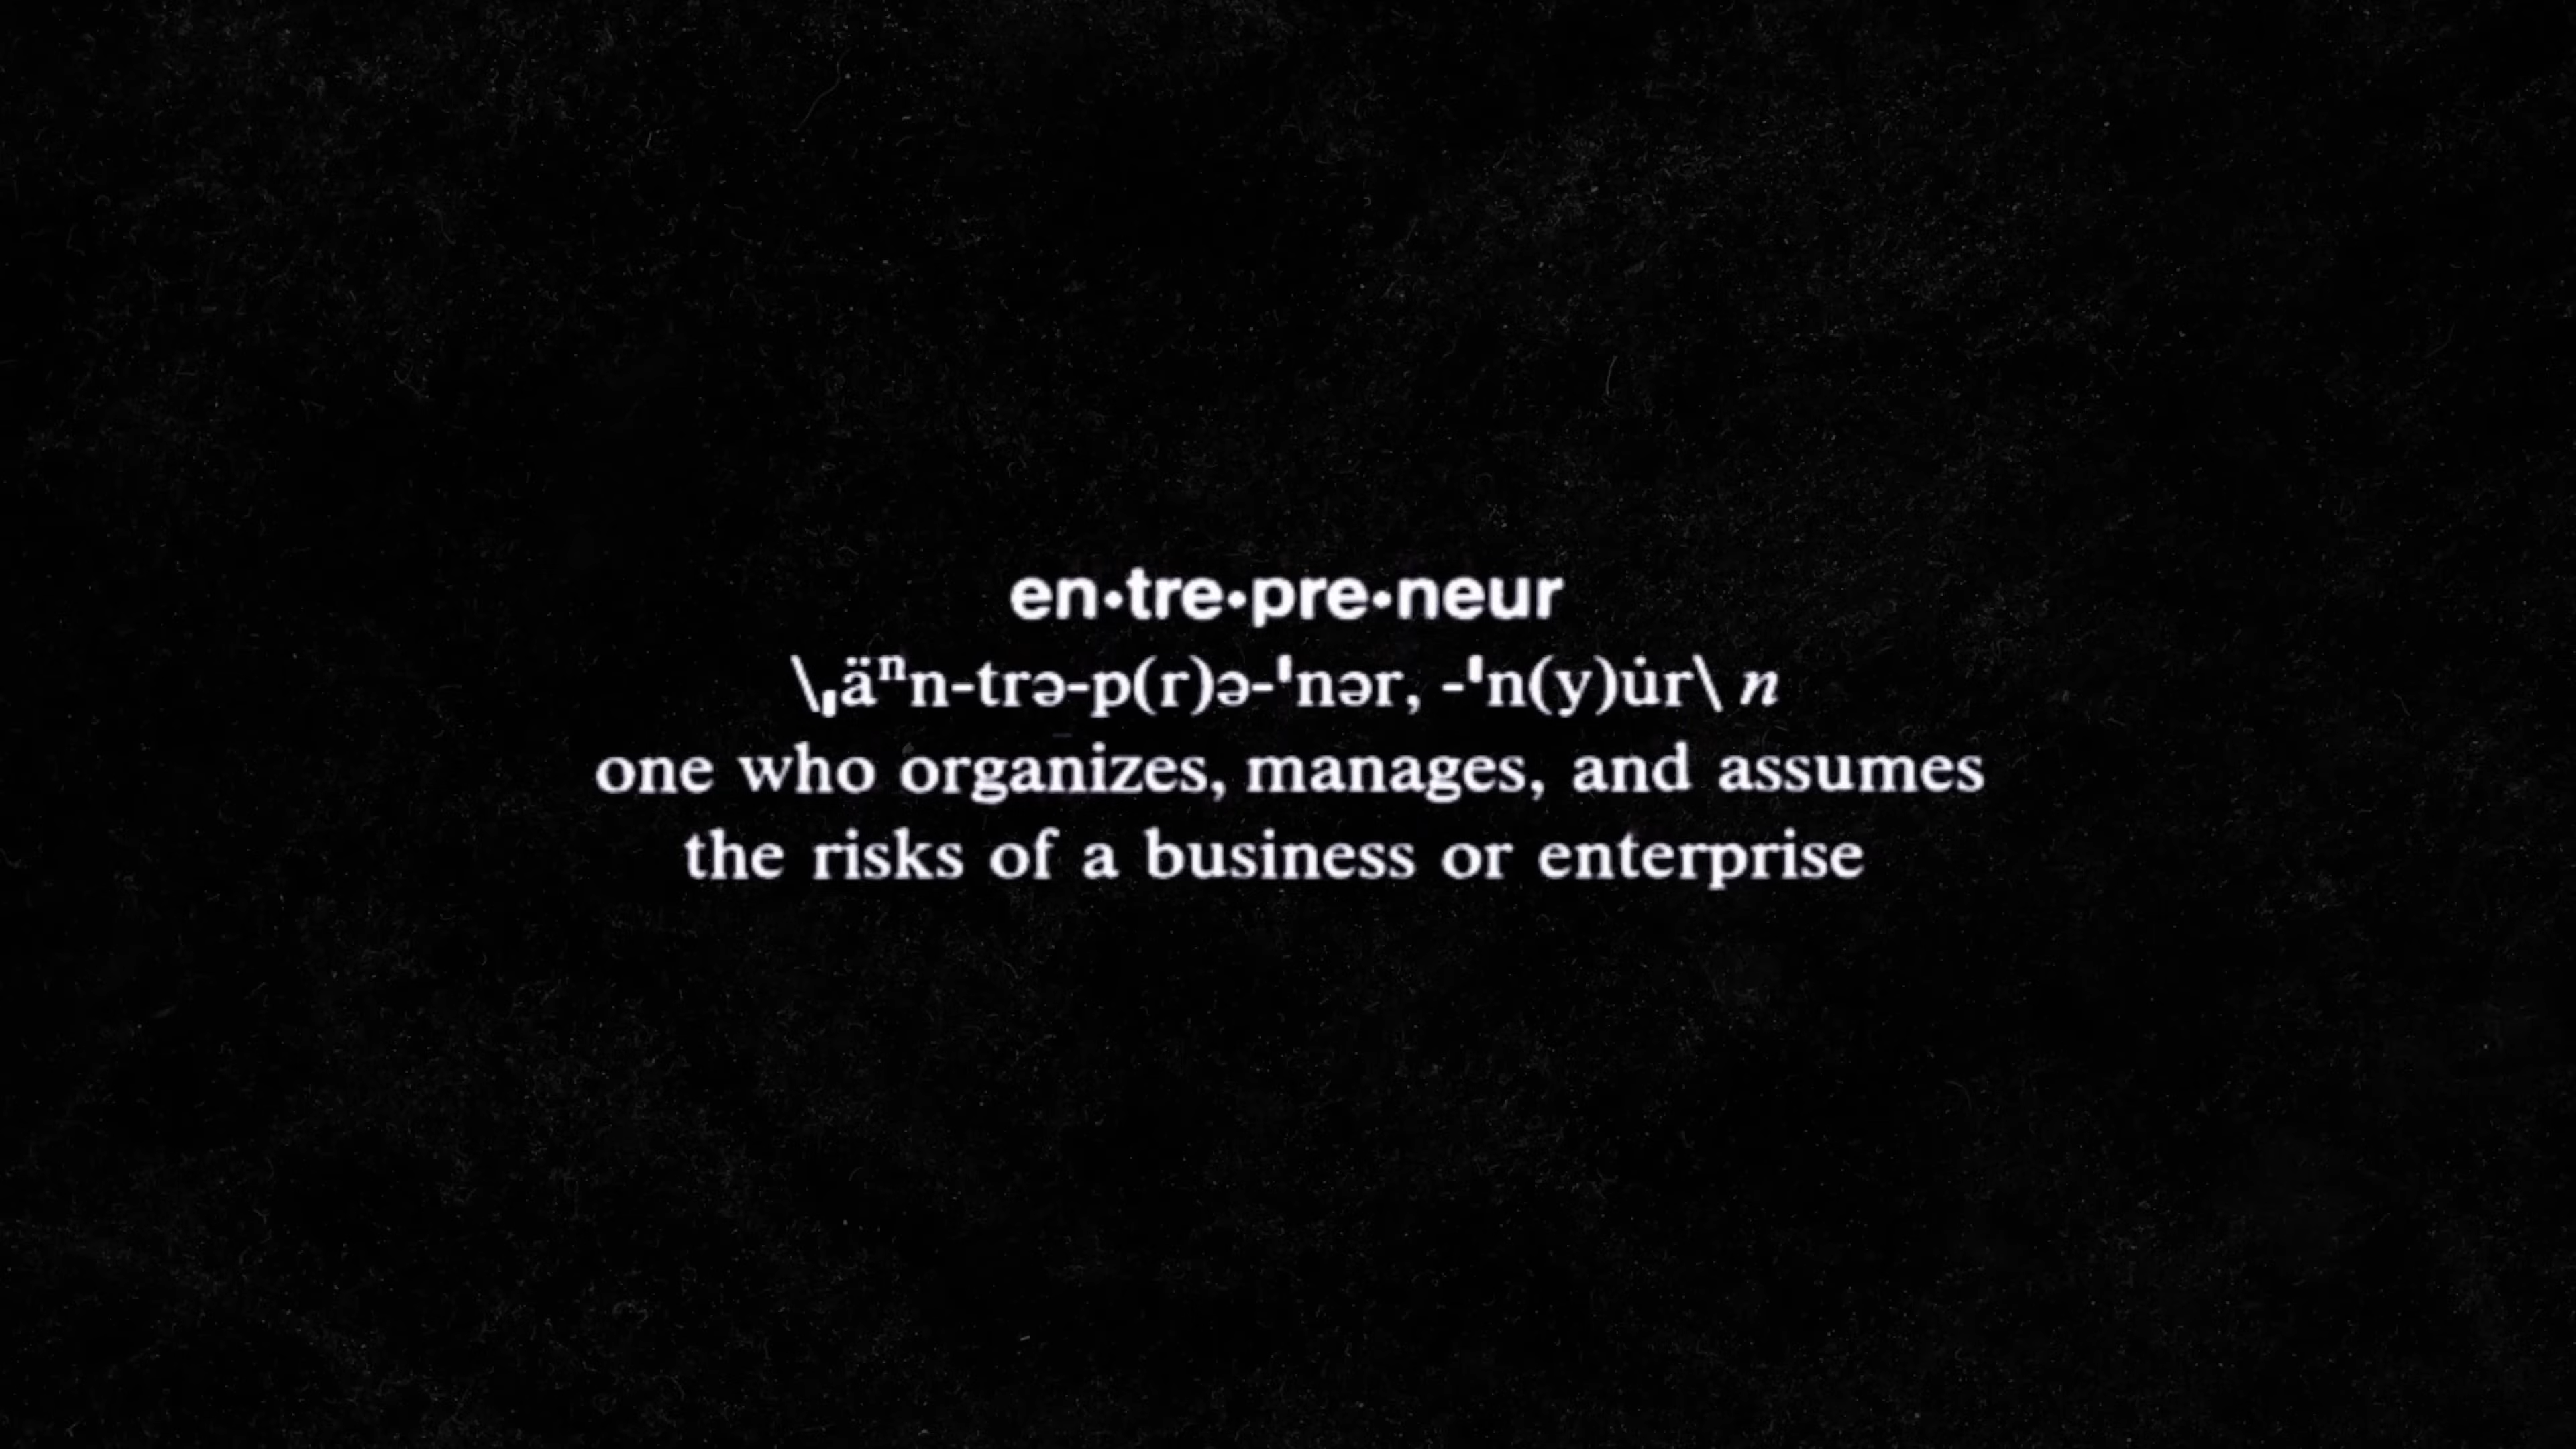 en•tre•pre•neur
\ˌäⁿn-trə-p(r)ə-ˈnər, -ˈn(y)u̇r\ n
one who organizes, manages, and assumes
the risks of a business or enterprise